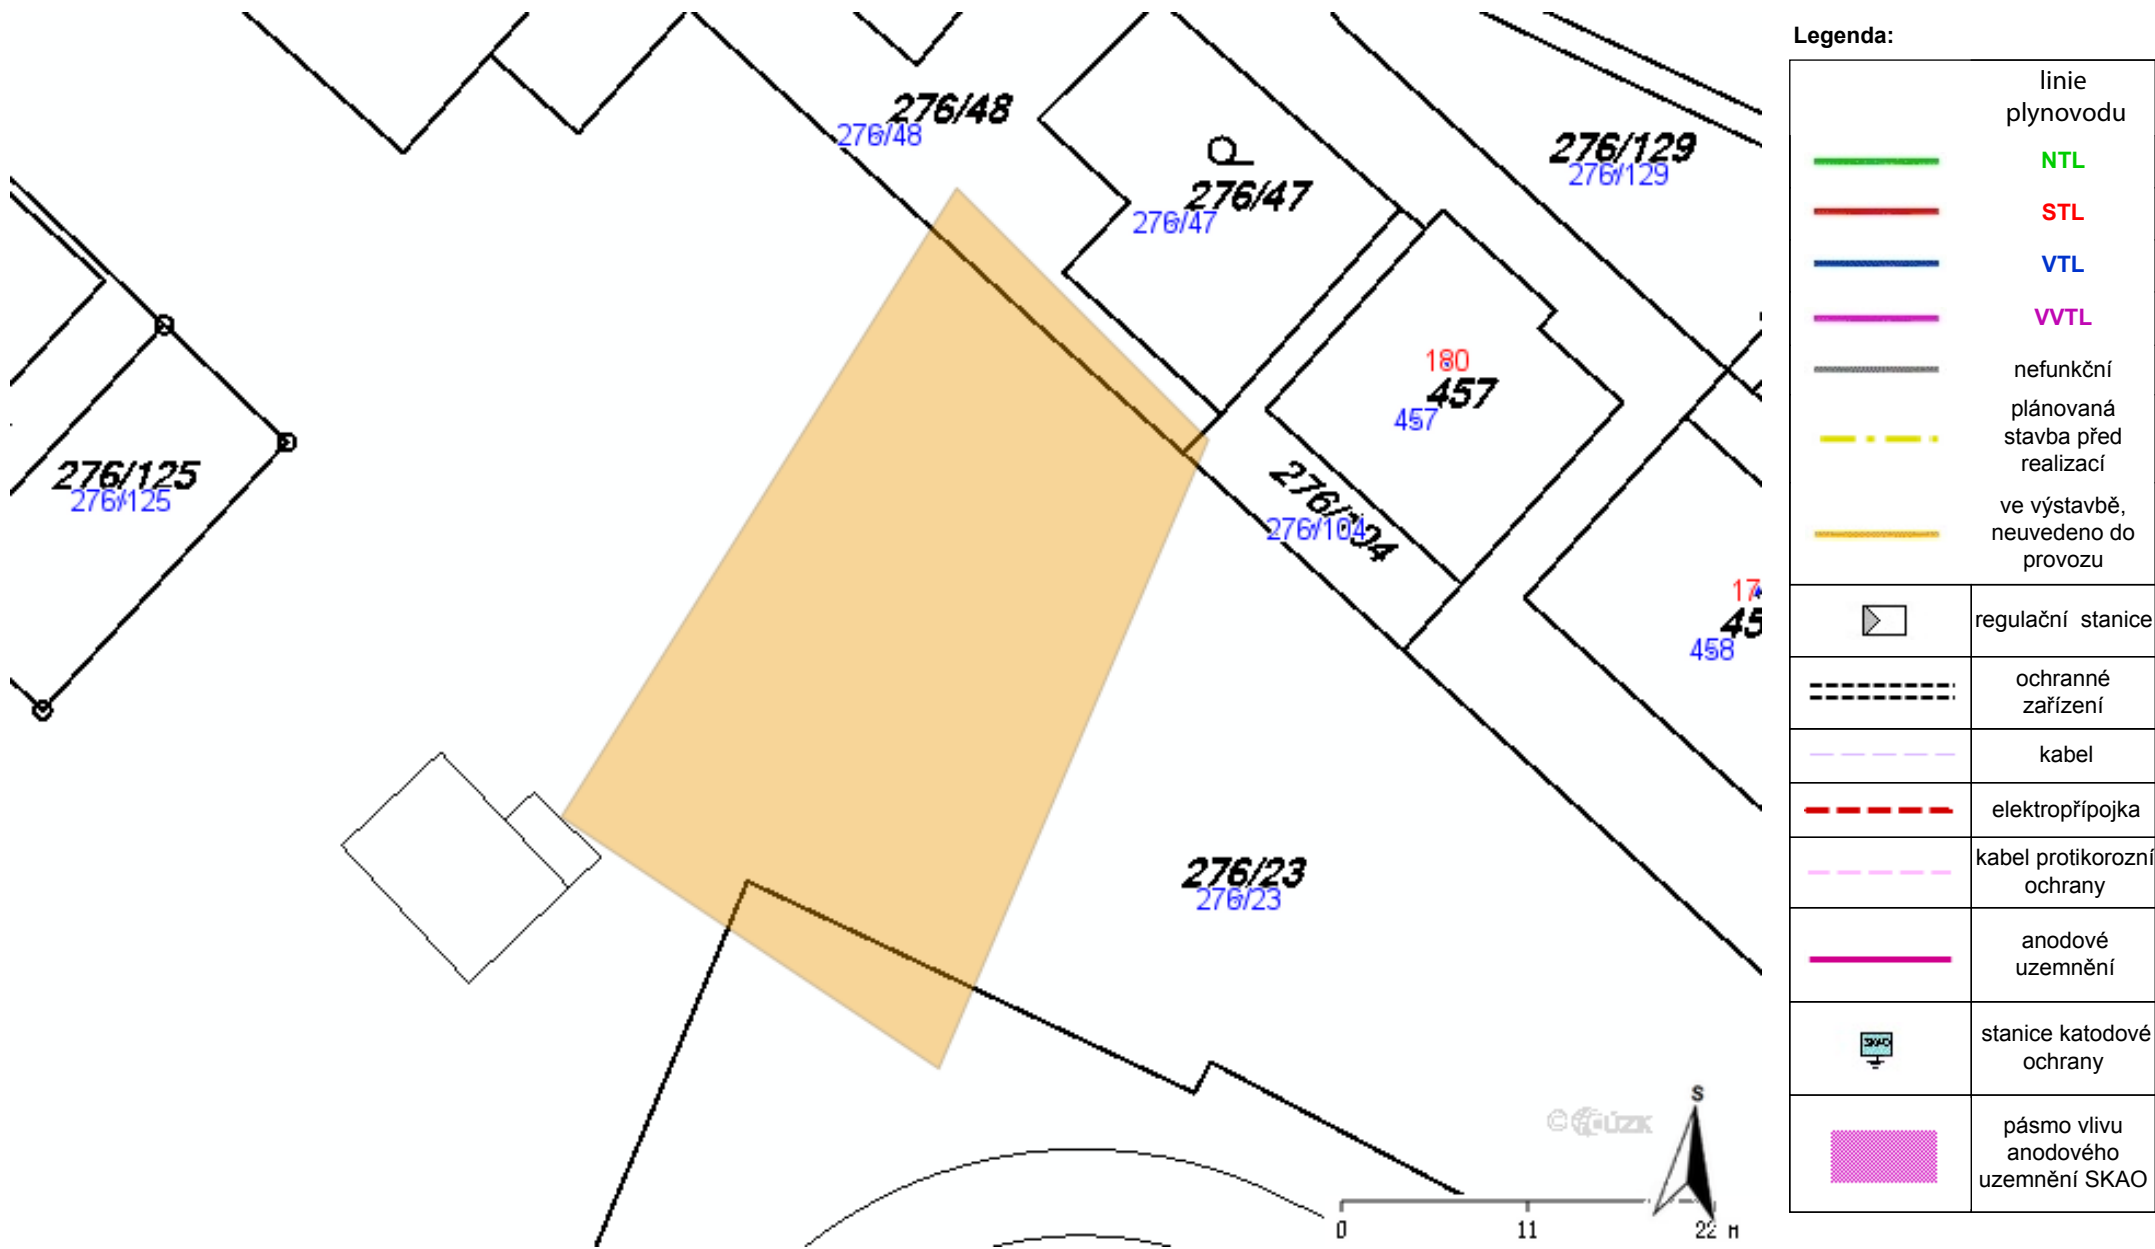 276/48
276/48
276/47
276/47
276/129
276/129
180
457
457
276/104
276/104
276/125
276/125
458
276/23
276/23
© ČÚZK
S
0 11 22 M
Legenda:
linie
plynovodu
NTL
STL
VTL
VVTL
nefunkční
plánovaná
stavba před
realizací
ve výstavbě,
neuvedeno do
provozu
regulační stanice
ochranné
zařízení
kabel
elektropřípojka
kabel protikorozní
ochrany
anodové
uzemnění
SKAO
stanice katodové
ochrany
pásmo vlivu
anodového
uzemnění SKAO